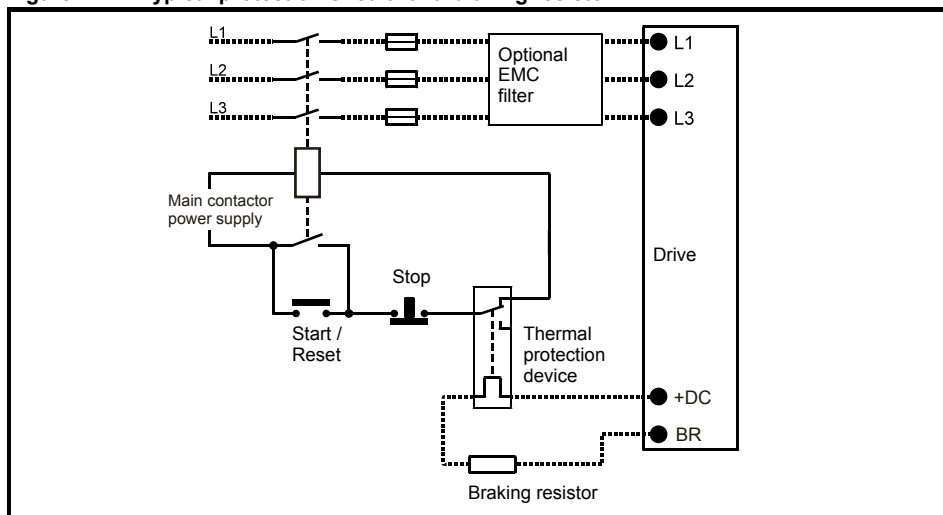 L1
L2
L3
Optional
EMC
filter
L1
L2
L3
Main contactor
power supply
Drive
Stop
Start /
Reset
Thermal
protection
device
+DC
BR
Braking resistor